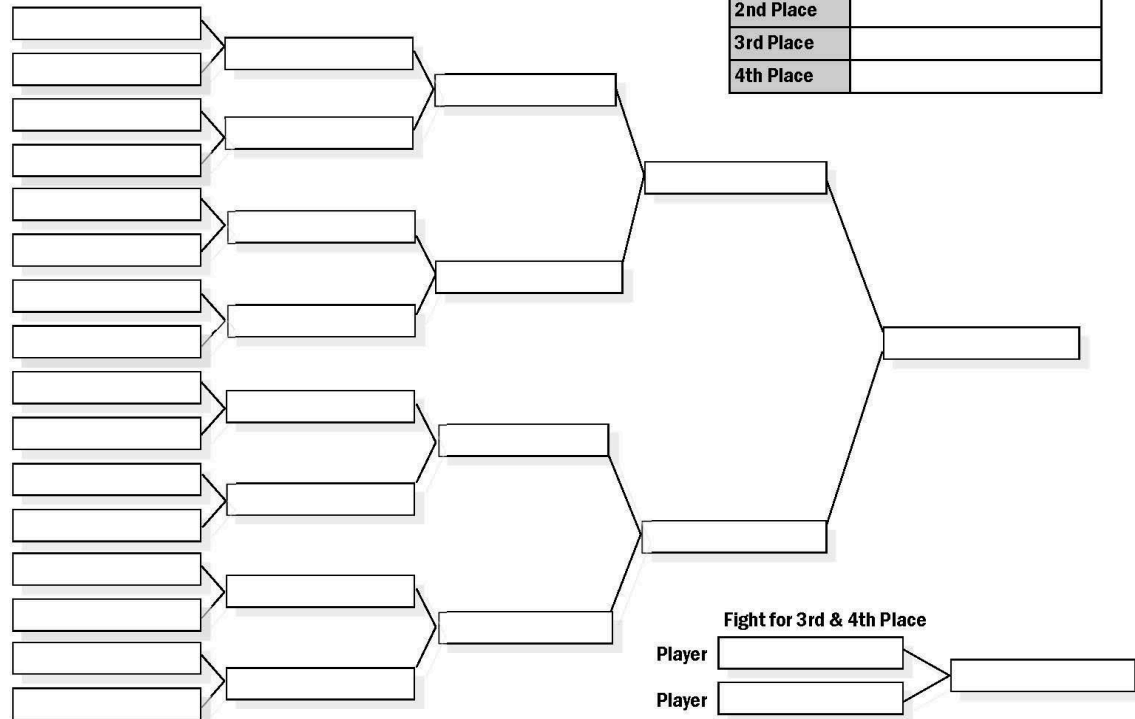 2nd Place
3rd Place
4th Place
Fight for 3rd & 4th Place
Player
Player